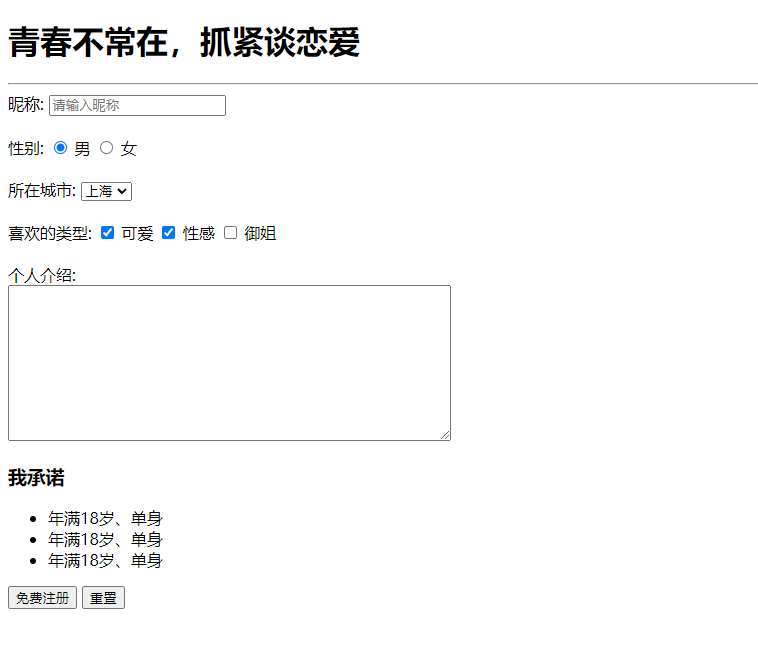 青春不常在，抓紧谈恋爱
昵称: 请输入昵称
性别: 男 女
所在城市: 上海
喜欢的类型: 可爱 性感 御姐
个人介绍:
我承诺
年满18岁、单身
年满18岁、单身
年满18岁、单身
免费注册 重置